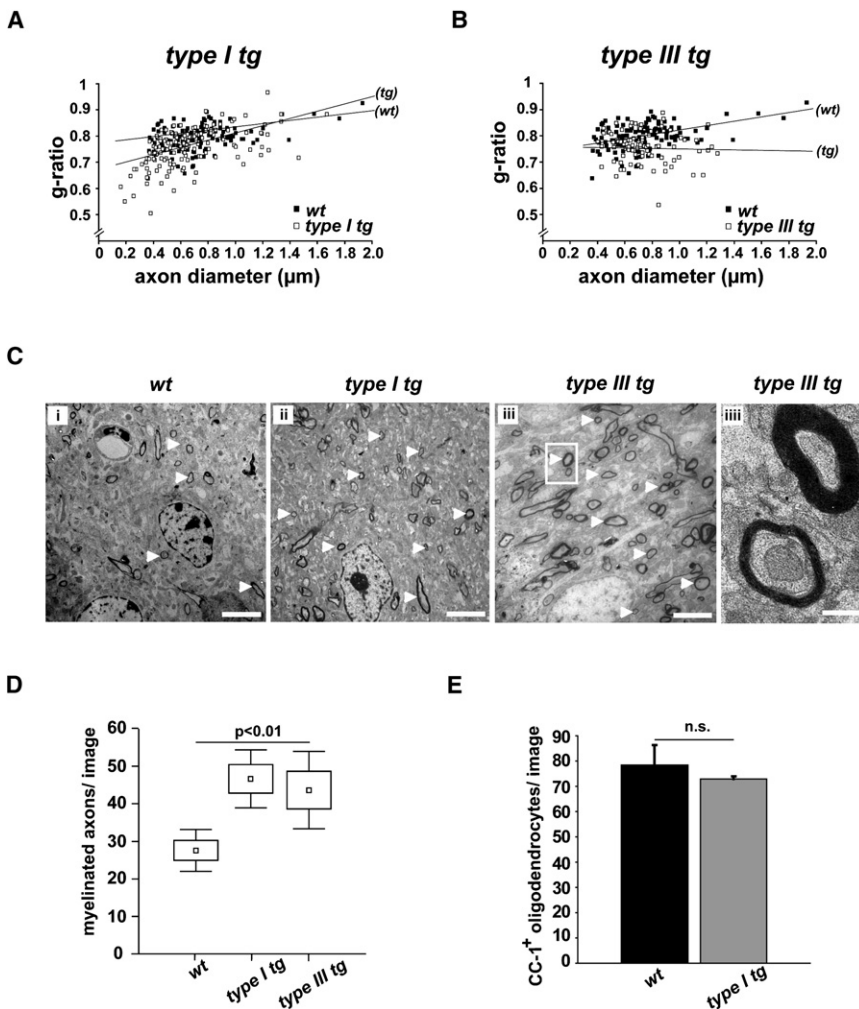 A
type I tg
g-ratio
1
0.9
0.8
0.7
0.6
0.5
(tg)
(wt)
wt
type I tg
0 0.2 0.4 0.6 0.8 1.0 1.2 1.4 1.6 1.8 2.0
axon diameter (µm)
B
type III tg
g-ratio
1
0.9
0.8
0.7
0.6
0.5
(wt)
(tg)
wt
type III tg
0 0.2 0.4 0.6 0.8 1.0 1.2 1.4 1.6 1.8 2.0
axon diameter (µm)
C
wt type I tg type III tg type III tg
i ii iii iiii
D
myelinated axons/ image
60
50
40
30
20
10
0
p<0.01
wt
type I tg
type III tg
E
CC-1+ oligodendrocytes/ image
90
80
70
60
50
40
30
20
10
0
n.s.
wt
type I tg